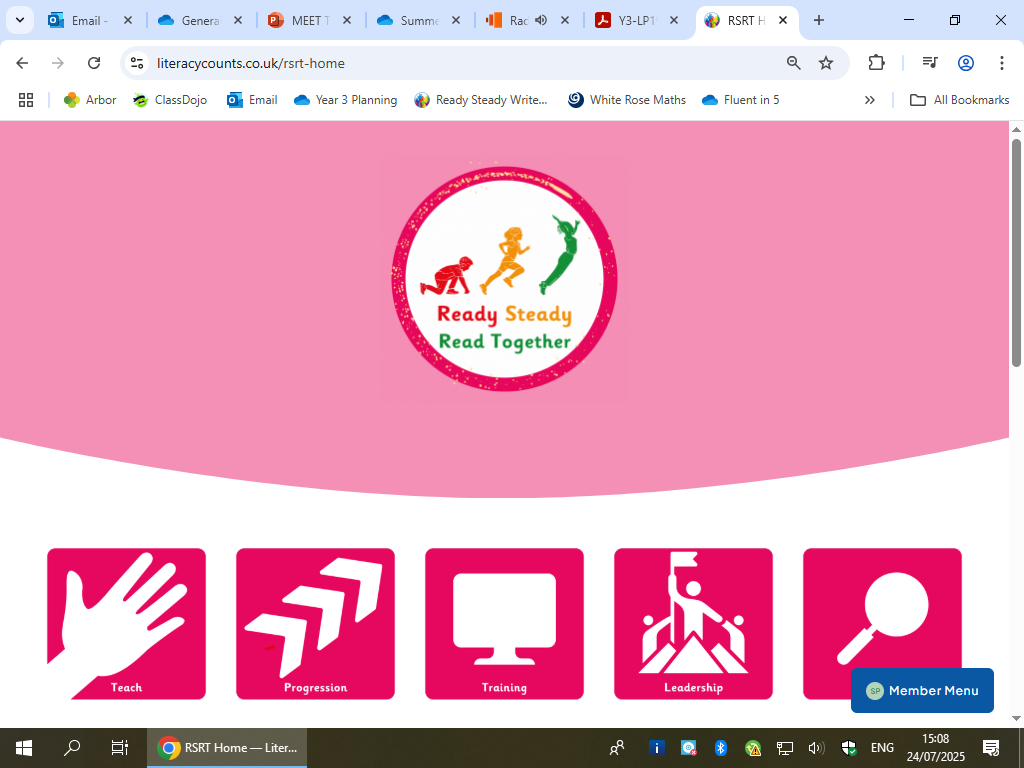 Email -
Genera
MEET T
Summe
Rad
Y3-LP1
RSRT H
literacycounts.co.uk/rsrt-home
Arbor
ClassDojo
Email
Year 3 Planning
Ready Steady Write...
White Rose Maths
Fluent in 5
All Bookmarks
Ready Steady
Read Together
Teach
Progression
Training
Leadership
SP Member Menu
RSRT Home — Liter...
ENG
15:08
24/07/2025